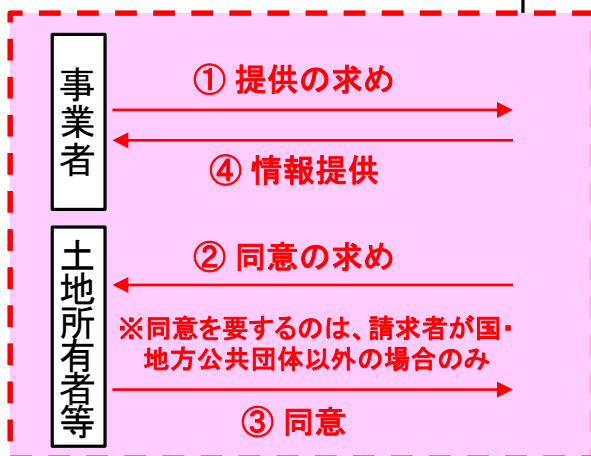 事業者
① 提供の求め
④ 情報提供
土地所有者等
② 同意の求め
※同意を要するのは、請求者が国・
地方公共団体以外の場合のみ
③ 同意